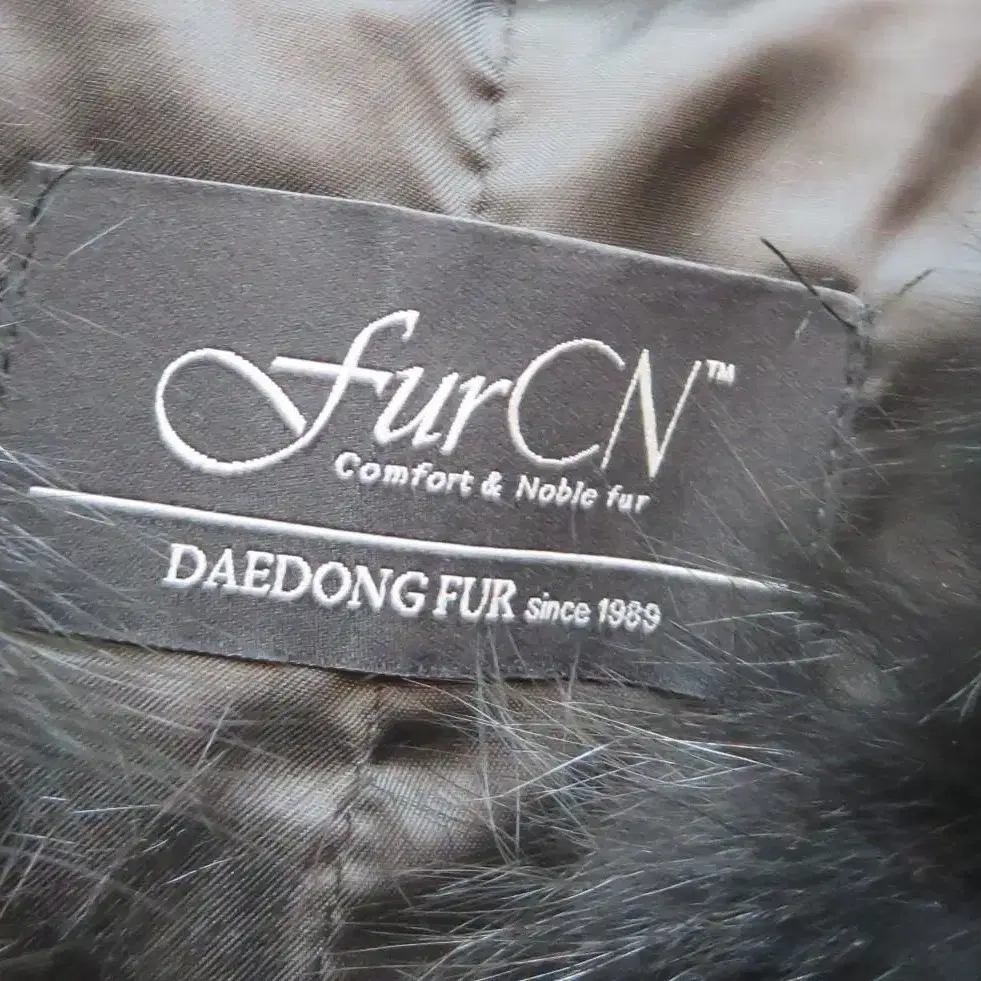 furCN™
Comfort & Noble fur
DAEDONG FUR since 1989